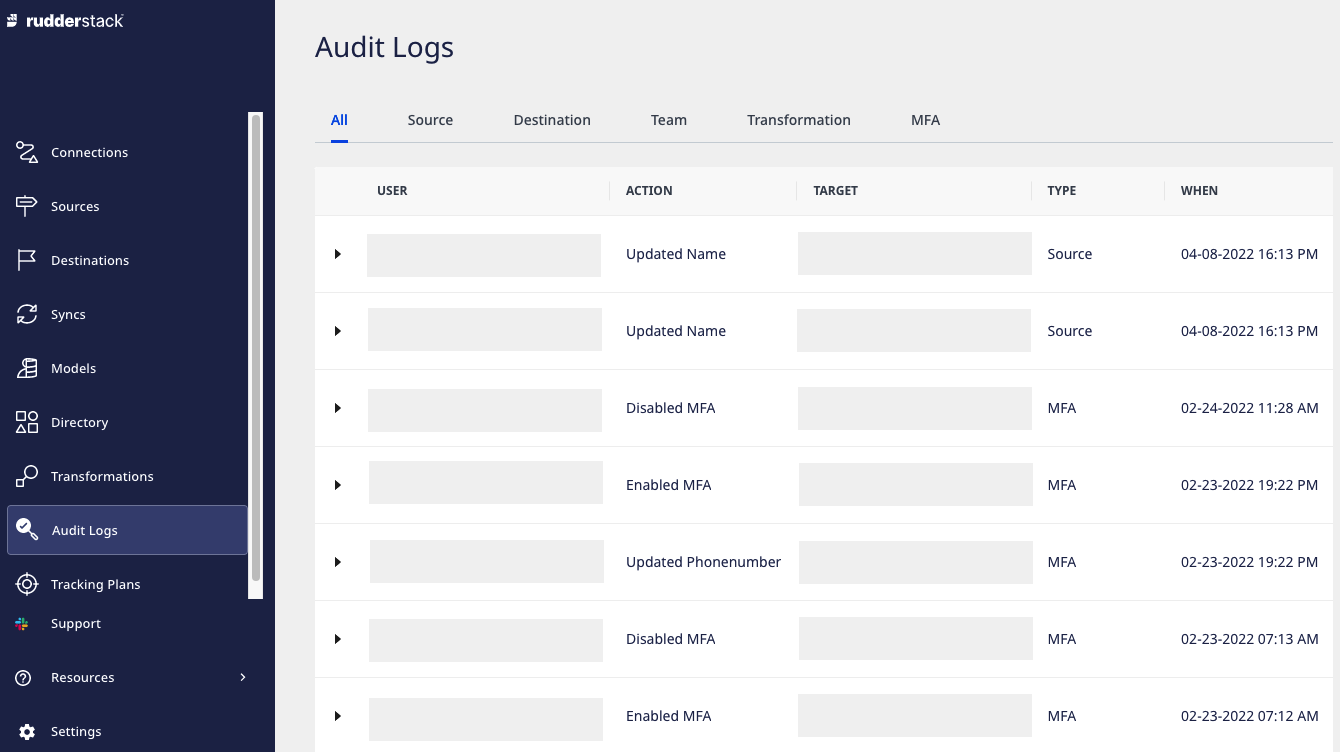 rudderstack
Connections
Sources
Destinations
Syncs
Models
Directory
Transformations
Audit Logs
Tracking Plans
Support
Resources
Settings
Audit Logs
All Source Destination Team Transformation MFA
USER ACTION TARGET TYPE WHEN
Updated Name Source 04-08-2022 16:13 PM
Updated Name Source 04-08-2022 16:13 PM
Disabled MFA MFA 02-24-2022 11:28 AM
Enabled MFA MFA 02-23-2022 19:22 PM
Updated Phonenumber MFA 02-23-2022 19:22 PM
Disabled MFA MFA 02-23-2022 07:13 AM
Enabled MFA MFA 02-23-2022 07:12 AM